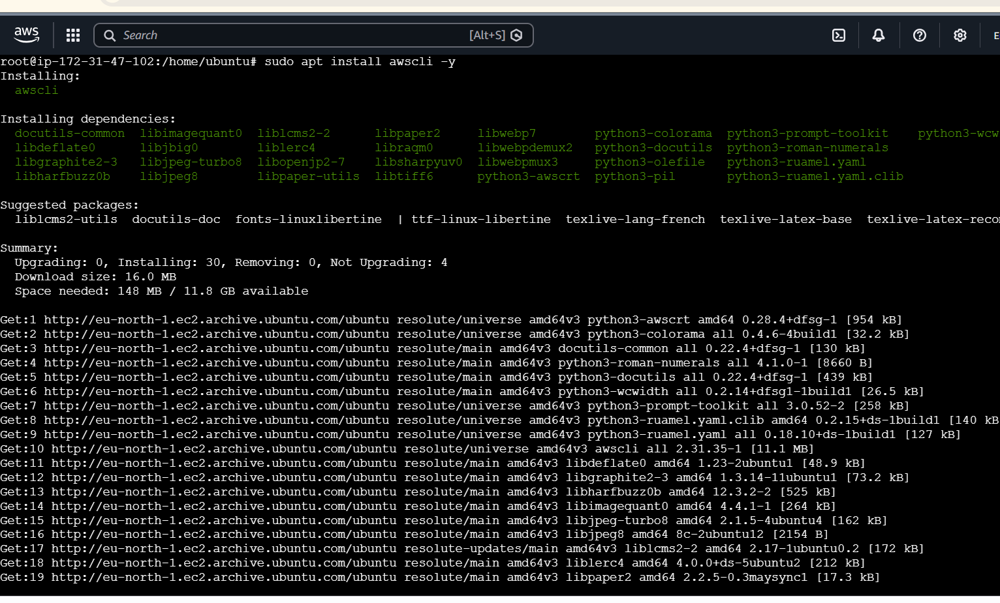 aws
Search [Alt+S]
root@ip-172-31-47-102:/home/ubuntu# sudo apt install awscli -y
Installing:
awscli
Installing dependencies:
docutils-common libimagequant0 liblcms2-2 libpaper2 libwebp7 python3-colorama python3-prompt-toolkit python3-wcw
libdeflate0 libjbig0 liblerc4 libraqm0 libwebpdemux2 python3-docutils python3-roman-numerals
libgraphite2-3 libjpeg-turbo8 libopenjp2-7 libsharpyuv0 libwebpmux3 python3-olefile python3-ruamel.yaml
libharfbuzz0b libjpeg8 libpaper-utils libtiff6 python3-awscrt python3-pil python3-ruamel.yaml.clib
Suggested packages:
liblcms2-utils docutils-doc fonts-linuxlibertine | ttf-linux-libertine texlive-lang-french texlive-latex-base texlive-latex-reco
Summary:
Upgrading: 0, Installing: 30, Removing: 0, Not Upgrading: 4
Download size: 16.0 MB
Space needed: 148 MB / 11.8 GB available
Get:1 http://eu-north-1.ec2.archive.ubuntu.com/ubuntu resolute/universe amd64v3 python3-awscrt amd64 0.28.4+dfsg-1 [954 kB]
Get:2 http://eu-north-1.ec2.archive.ubuntu.com/ubuntu resolute/universe amd64v3 python3-colorama all 0.4.6-4build1 [32.2 kB]
Get:3 http://eu-north-1.ec2.archive.ubuntu.com/ubuntu resolute/main amd64v3 docutils-common all 0.22.4+dfsg-1 [130 kB]
Get:4 http://eu-north-1.ec2.archive.ubuntu.com/ubuntu resolute/main amd64v3 python3-roman-numerals all 4.1.0-1 [8660 B]
Get:5 http://eu-north-1.ec2.archive.ubuntu.com/ubuntu resolute/main amd64v3 python3-docutils all 0.22.4+dfsg-1 [439 kB]
Get:6 http://eu-north-1.ec2.archive.ubuntu.com/ubuntu resolute/main amd64v3 python3-wcwidth all 0.2.14+dfsg1-1build1 [26.5 kB]
Get:7 http://eu-north-1.ec2.archive.ubuntu.com/ubuntu resolute/universe amd64v3 python3-prompt-toolkit all 3.0.52-2 [258 kB]
Get:8 http://eu-north-1.ec2.archive.ubuntu.com/ubuntu resolute/universe amd64v3 python3-ruamel.yaml.clib amd64 0.2.15+ds-1build1 [140 kB
Get:9 http://eu-north-1.ec2.archive.ubuntu.com/ubuntu resolute/universe amd64v3 python3-ruamel.yaml all 0.18.10+ds-1build1 [127 kB]
Get:10 http://eu-north-1.ec2.archive.ubuntu.com/ubuntu resolute/universe amd64v3 awscli all 2.31.35-1 [11.1 MB]
Get:11 http://eu-north-1.ec2.archive.ubuntu.com/ubuntu resolute/main amd64v3 libdeflate0 amd64 1.23-2ubuntu1 [48.9 kB]
Get:12 http://eu-north-1.ec2.archive.ubuntu.com/ubuntu resolute/main amd64v3 libgraphite2-3 amd64 1.3.14-11ubuntu1 [73.2 kB]
Get:13 http://eu-north-1.ec2.archive.ubuntu.com/ubuntu resolute/main amd64v3 libharfbuzz0b amd64 12.3.2-2 [525 kB]
Get:14 http://eu-north-1.ec2.archive.ubuntu.com/ubuntu resolute/main amd64v3 libimagequant0 amd64 4.4.1-1 [264 kB]
Get:15 http://eu-north-1.ec2.archive.ubuntu.com/ubuntu resolute/main amd64v3 libjpeg-turbo8 amd64 2.1.5-4ubuntu4 [162 kB]
Get:16 http://eu-north-1.ec2.archive.ubuntu.com/ubuntu resolute/main amd64v3 libjpeg8 amd64 8c-2ubuntu12 [2154 B]
Get:17 http://eu-north-1.ec2.archive.ubuntu.com/ubuntu resolute-updates/main amd64v3 liblcms2-2 amd64 2.17-1ubuntu0.2 [172 kB]
Get:18 http://eu-north-1.ec2.archive.ubuntu.com/ubuntu resolute/main amd64v3 liblerc4 amd64 4.0.0+ds-5ubuntu2 [212 kB]
Get:19 http://eu-north-1.ec2.archive.ubuntu.com/ubuntu resolute/main amd64v3 libpaper2 amd64 2.2.5-0.3maysync1 [17.3 kB]